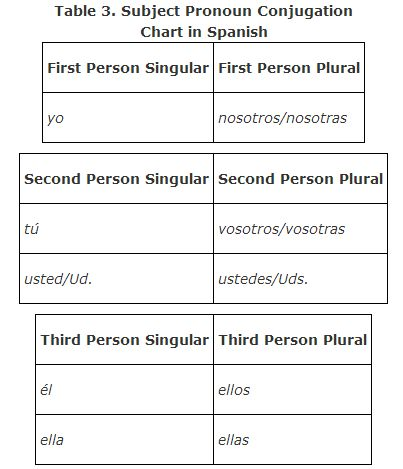 Table 3. Subject Pronoun Conjugation
Chart in Spanish
First Person Singular First Person Plural
yo nosotros/nosotras
Second Person Singular Second Person Plural
tú vosotros/vosotras
usted/Ud. ustedes/Uds.
Third Person Singular Third Person Plural
él ellos
ella ellas